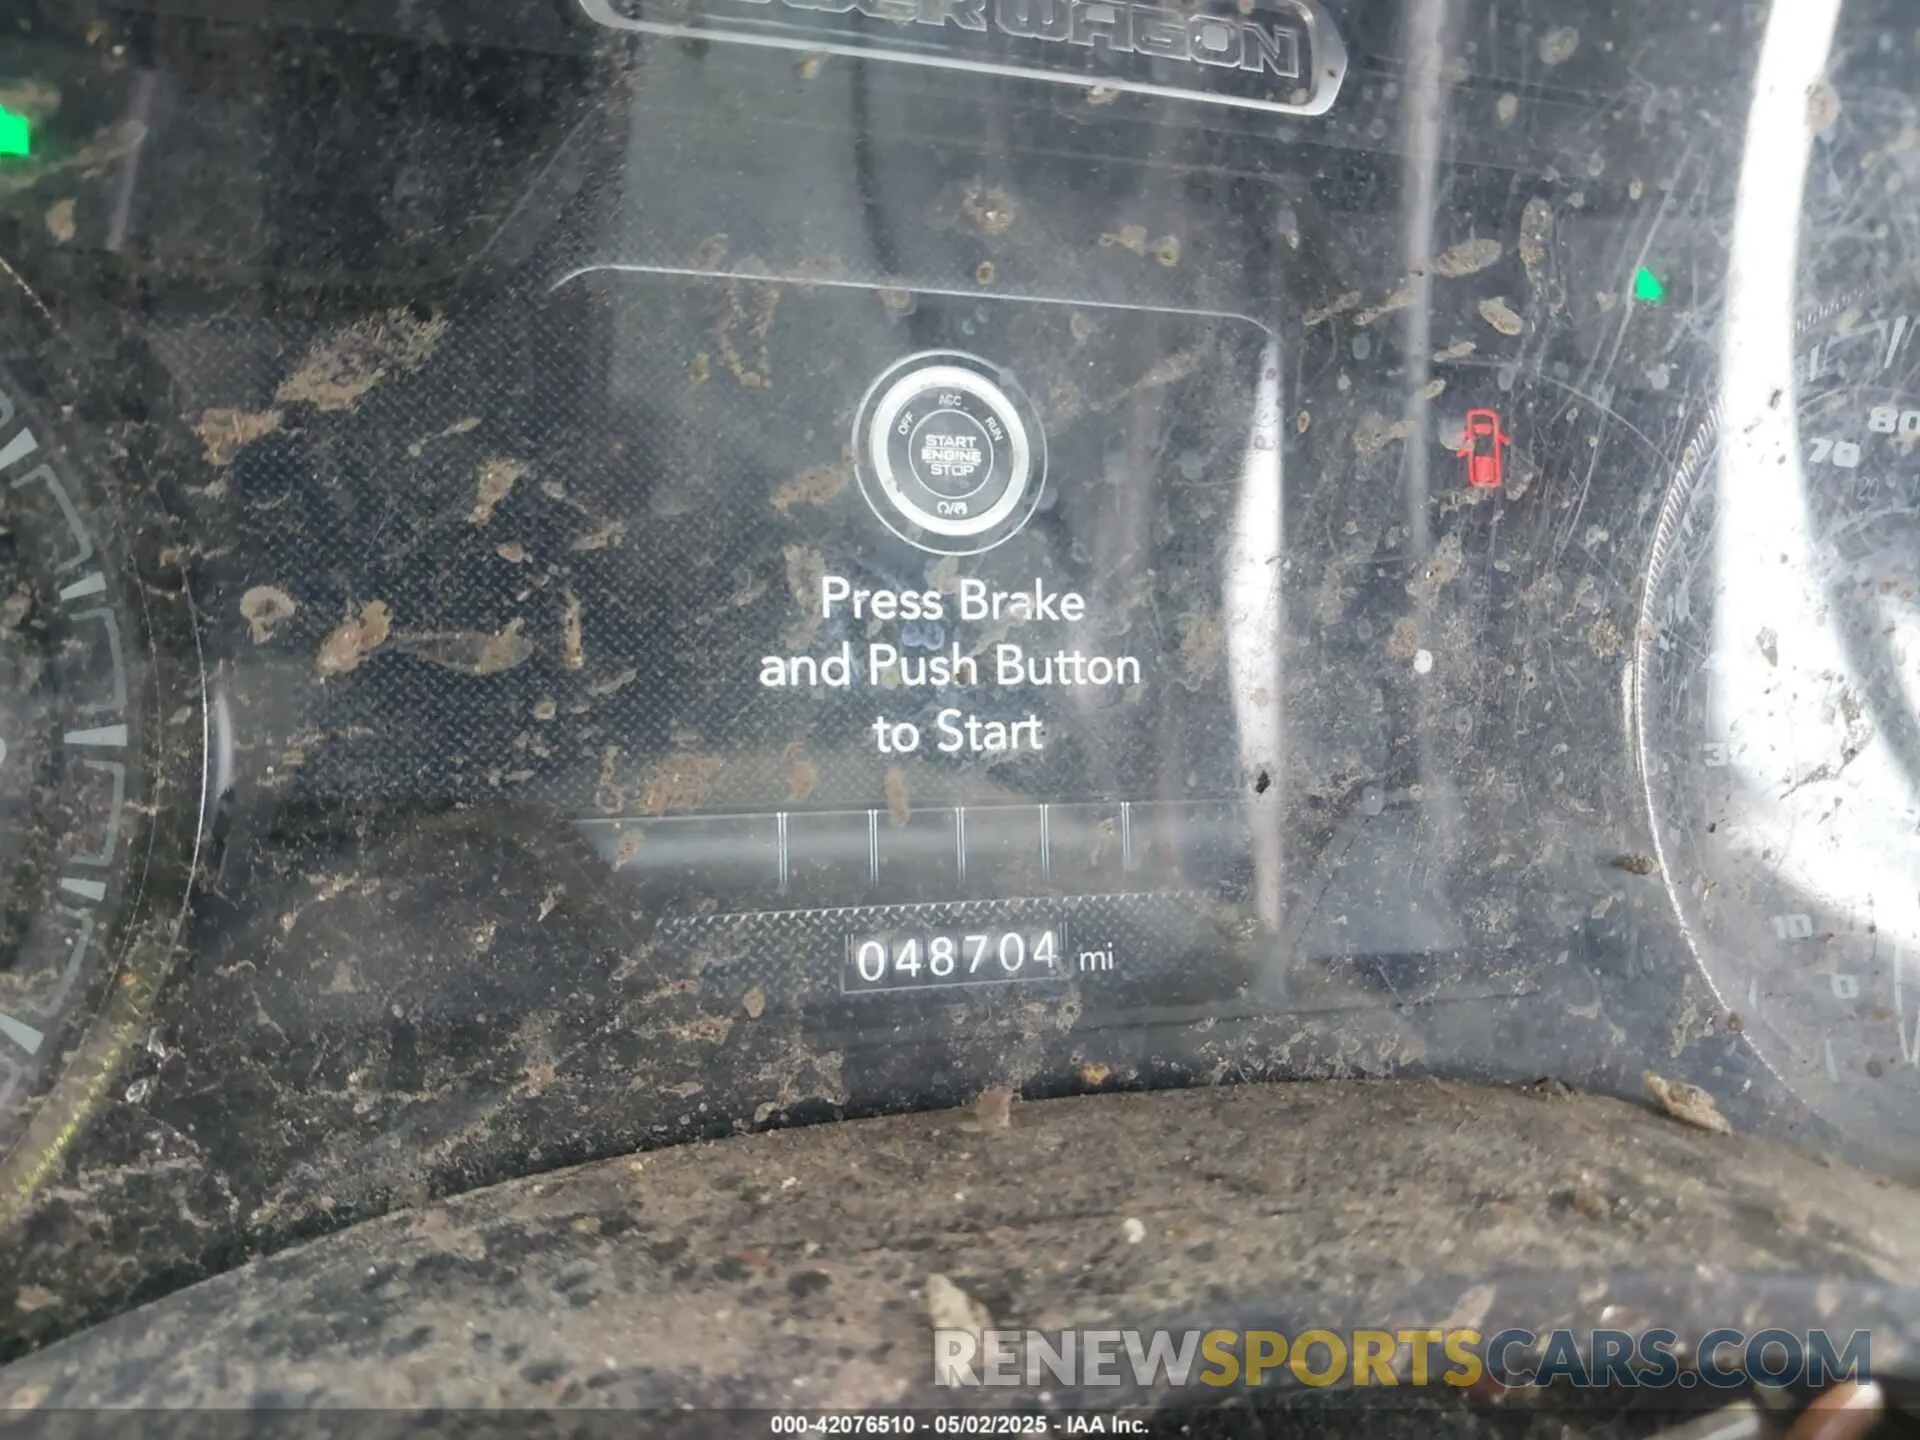 WAGON
OFF ACC RUN
START
ENGINE
STOP
Press Brake
and Push Button
to Start
80
70
10
0
048704 mi
RENEWSPORTSCARS.COM
000-42076510 - 05/02/2025 - IAA Inc.